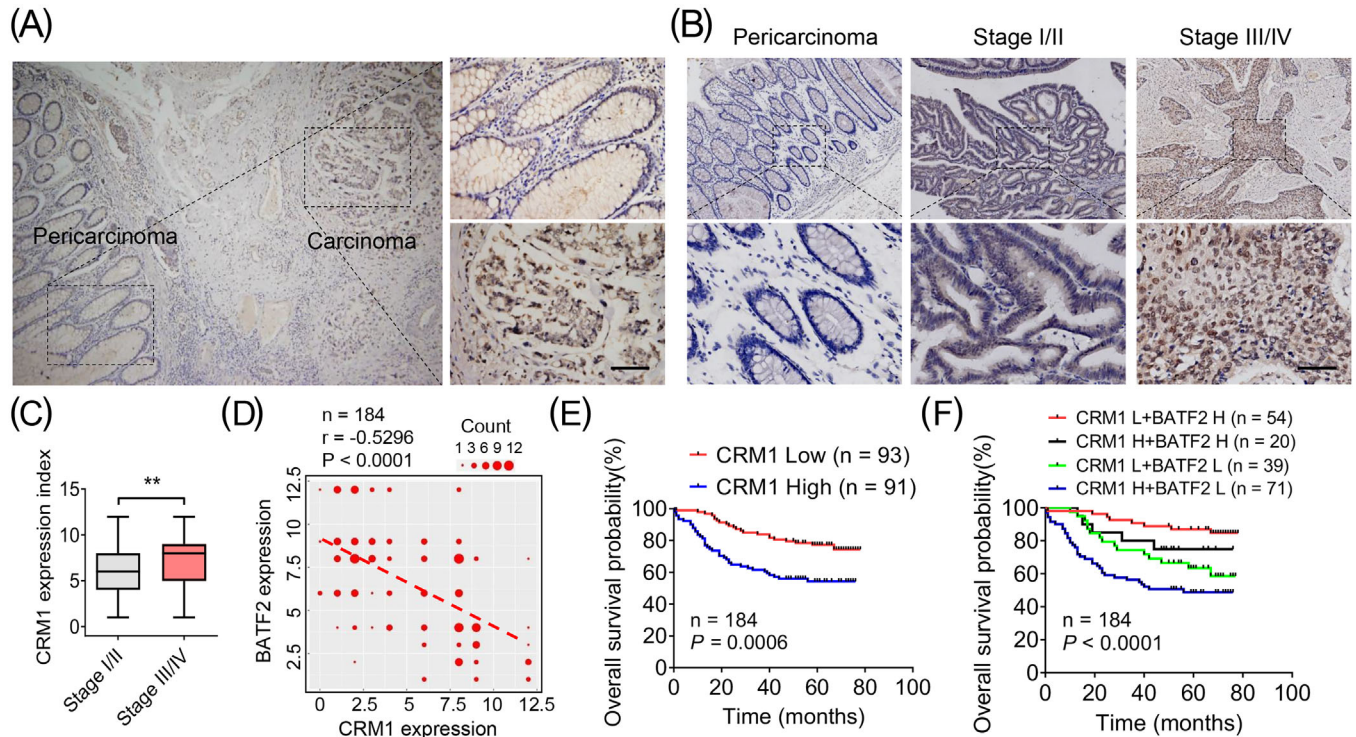 (A)
Pericarcinoma
Carcinoma
(B)
Pericarcinoma
Stage I/II
Stage III/IV
(C)
CRM1 expression index
15
10
5
0
**
Stage I/II
Stage III/IV
(D)
n = 184
r = -0.5296
P < 0.0001
Count
1 3 6 9 12
BATF2 expression
12.5
10
7.5
5
2.5
0
2.5
5
7.5
10
12.5
CRM1 expression
(E)
CRM1 Low (n = 93)
CRM1 High (n = 91)
Overall survival probability(%)
100
80
60
40
20
0
n = 184
P = 0.0006
0 20 40 60 80 100
Time (months)
(F)
CRM1 L+BATF2 H (n = 54)
CRM1 H+BATF2 H (n = 20)
CRM1 L+BATF2 L (n = 39)
CRM1 H+BATF2 L (n = 71)
Overall survival probability(%)
100
80
60
40
20
0
n = 184
P < 0.0001
0 20 40 60 80 100
Time (months)